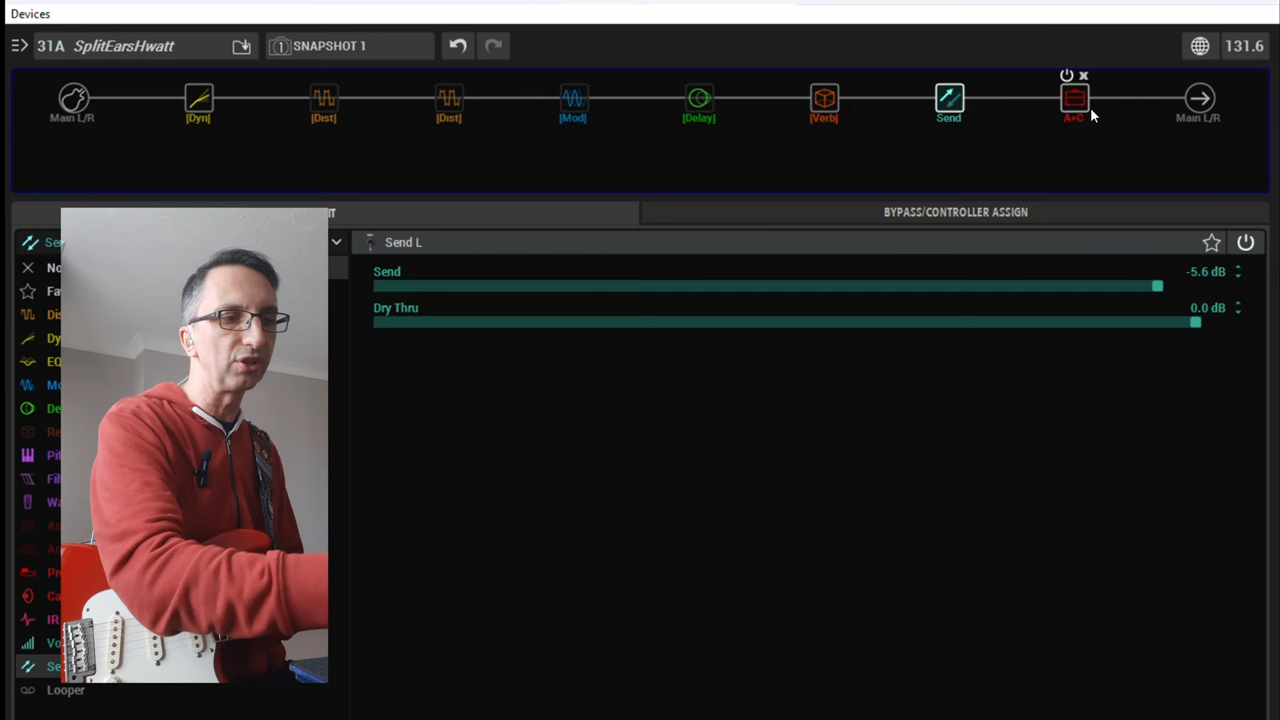 Devices
31A SplitEarsHwatt
1 SNAPSHOT 1
131.6
x
Main L/R
|Dyn|
|Dist|
|Dist|
|Mod|
|Delay|
|Verb|
Send
A+C
Main L/R
BYPASS/CONTROLLER ASSIGN
Send L
Send
-5.6 dB
Dry Thru
0.0 dB
Looper